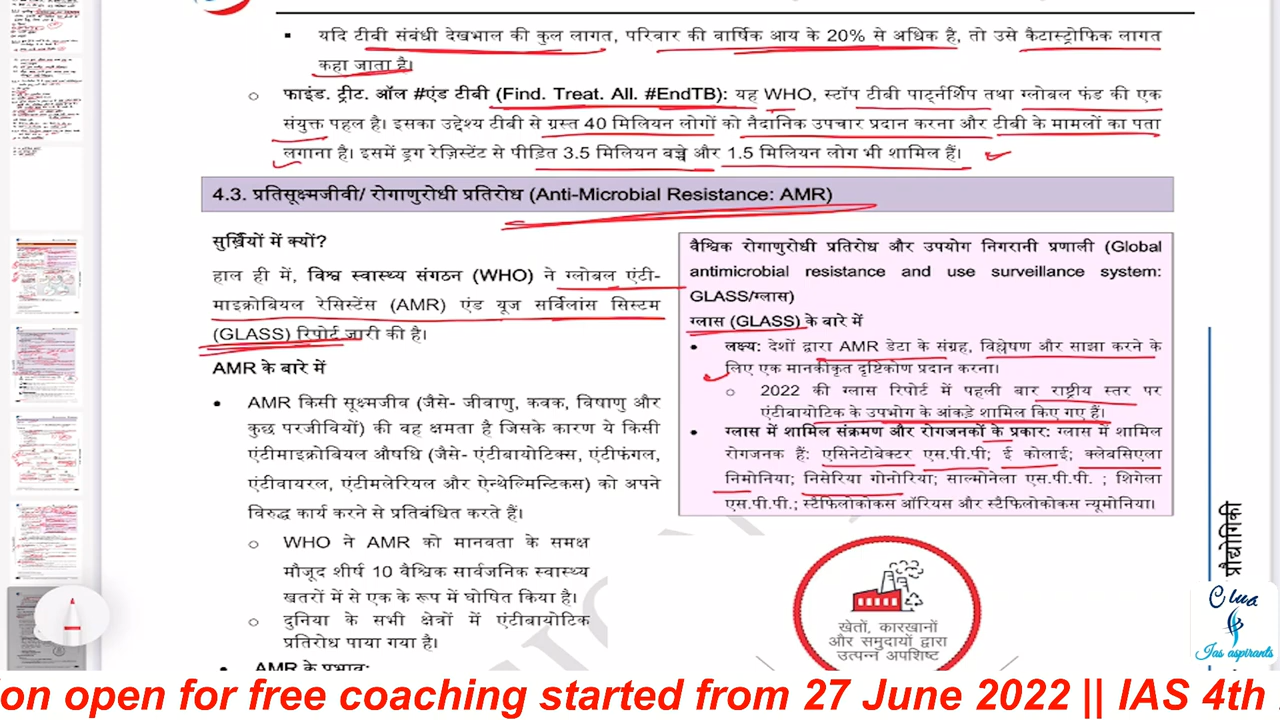 ▪ यदि टीबी संबंधी देखभाल की कुल लागत, परिवार की वार्षिक आय के 20% से अधिक है, तो उसे कैटास्ट्रोफिक लागत
कहा जाता है।
○ फाइंड. ट्रीट. ऑल #एंड टीबी (Find. Treat. All. #EndTB): यह WHO, स्टॉप टीबी पार्ट्नर्शिप तथा ग्लोबल फंड की एक
संयुक्त पहल है। इसका उद्देश्य टीबी से ग्रस्त 40 मिलियन लोगों को नैदानिक उपचार प्रदान करना और टीबी के मामलों का पता
लगाना है। इसमें ड्रग रेज़िस्टेंट से पीड़ित 3.5 मिलियन बच्चे और 1.5 मिलियन लोग भी शामिल हैं।
4.3. प्रतिसूक्ष्मजीवी/ रोगाणुरोधी प्रतिरोध (Anti-Microbial Resistance: AMR)
सुर्ख़ियों में क्यों?
हाल ही में, विश्व स्वास्थ्य संगठन (WHO) ने ग्लोबल एंटी-
माइक्रोबियल रेसिस्टेंस (AMR) एंड यूज सर्विलांस सिस्टम
(GLASS) रिपोर्ट जारी की है।
AMR के बारे में
• AMR किसी सूक्ष्मजीव (जैसे- जीवाणु, कवक, विषाणु और
कुछ परजीवियों) की वह क्षमता है जिसके कारण ये किसी
एंटीमाइक्रोबियल औषधि (जैसे- एंटीबायोटिक्स, एंटीफंगल,
एंटीवायरल, एंटीमलेरियल और ऐन्थेल्मिन्टिकस) को अपने
विरुद्ध कार्य करने से प्रतिबंधित करते हैं।
○ WHO ने AMR को मानवता के समक्ष
मौजूद शीर्ष 10 वैश्विक सार्वजनिक स्वास्थ्य
खतरों में से एक के रूप में घोषित किया है।
○ दुनिया के सभी क्षेत्रों में एंटीबायोटिक
प्रतिरोध पाया गया है।
• AMR के प्रभाव:
वैश्विक रोगणुरोधी प्रतिरोध और उपयोग निगरानी प्रणाली (Global
antimicrobial resistance and use surveillance system:
GLASS/ग्लास)
ग्लास (GLASS) के बारे में
• लक्ष्य: देशों द्वारा AMR डेटा के संग्रह, विश्लेषण और साझा करने के
लिए एक मानकीकृत दृष्टिकोण प्रदान करना।
○ 2022 की ग्लास रिपोर्ट में पहली बार राष्ट्रीय स्तर पर
एंटीबायोटिक के उपभोग के आंकड़े शामिल किए गए हैं।
• ग्लास में शामिल संक्रमण और रोगजनकों के प्रकार: ग्लास में शामिल
रोगजनक हैं: एसिनेटोबेक्टर एस.पी.पी; ई कोलाई; क्लेबसिएला
निमोनिया; निसेरिया गोनोरिया; साल्मोनेला एस.पी.पी. ; शिगेला
एस.पी.पी.; स्टैफिलोकोकस ऑरियस और स्टैफिलोकोकस न्यूमोनिया।
खेतों, कारखानों
और समुदायों द्वारा
उत्पन्न अपशिष्ट
प्रौद्योगिकी
Clue
Ias aspirants
ion open for free coaching started from 27 June 2022 || IAS 4th